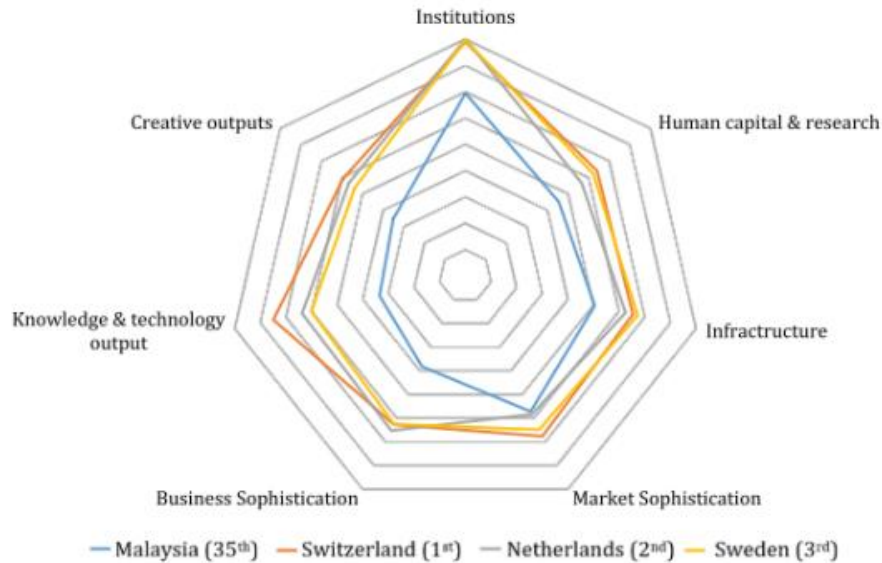 Institutions
Creative outputs
Human capital & research
Knowledge & technology
output
Infractructure
Business Sophistication
Market Sophistication
Malaysia (35th)
Switzerland (1st)
Netherlands (2nd)
Sweden (3rd)